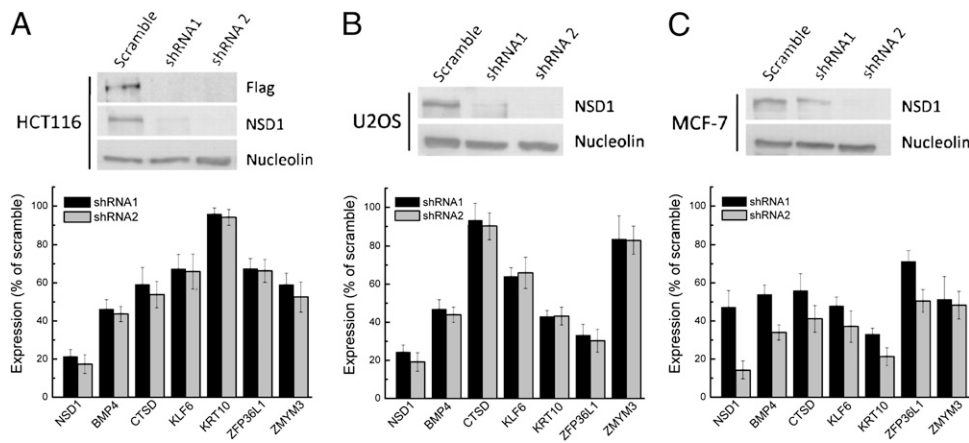 A
Scramble
shRNA1
shRNA 2
HCT116
Flag
NSD1
Nucleolin
Expression (% of scramble)
100
80
60
40
20
0
shRNA1
shRNA2
NSD1
BMP4
CTSD
KLF6
KRT10
ZFP36L1
ZMYM3
B
Scramble
shRNA1
shRNA 2
U2OS
NSD1
Nucleolin
Expression (% of scramble)
100
80
60
40
20
0
shRNA1
shRNA2
NSD1
BMP4
CTSD
KLF6
KRT10
ZFP36L1
ZMYM3
C
Scramble
shRNA1
shRNA 2
MCF-7
NSD1
Nucleolin
Expression (% of scramble)
100
80
60
40
20
0
shRNA1
shRNA2
NSD1
BMP4
CTSD
KLF6
KRT10
ZFP36L1
ZMYM3